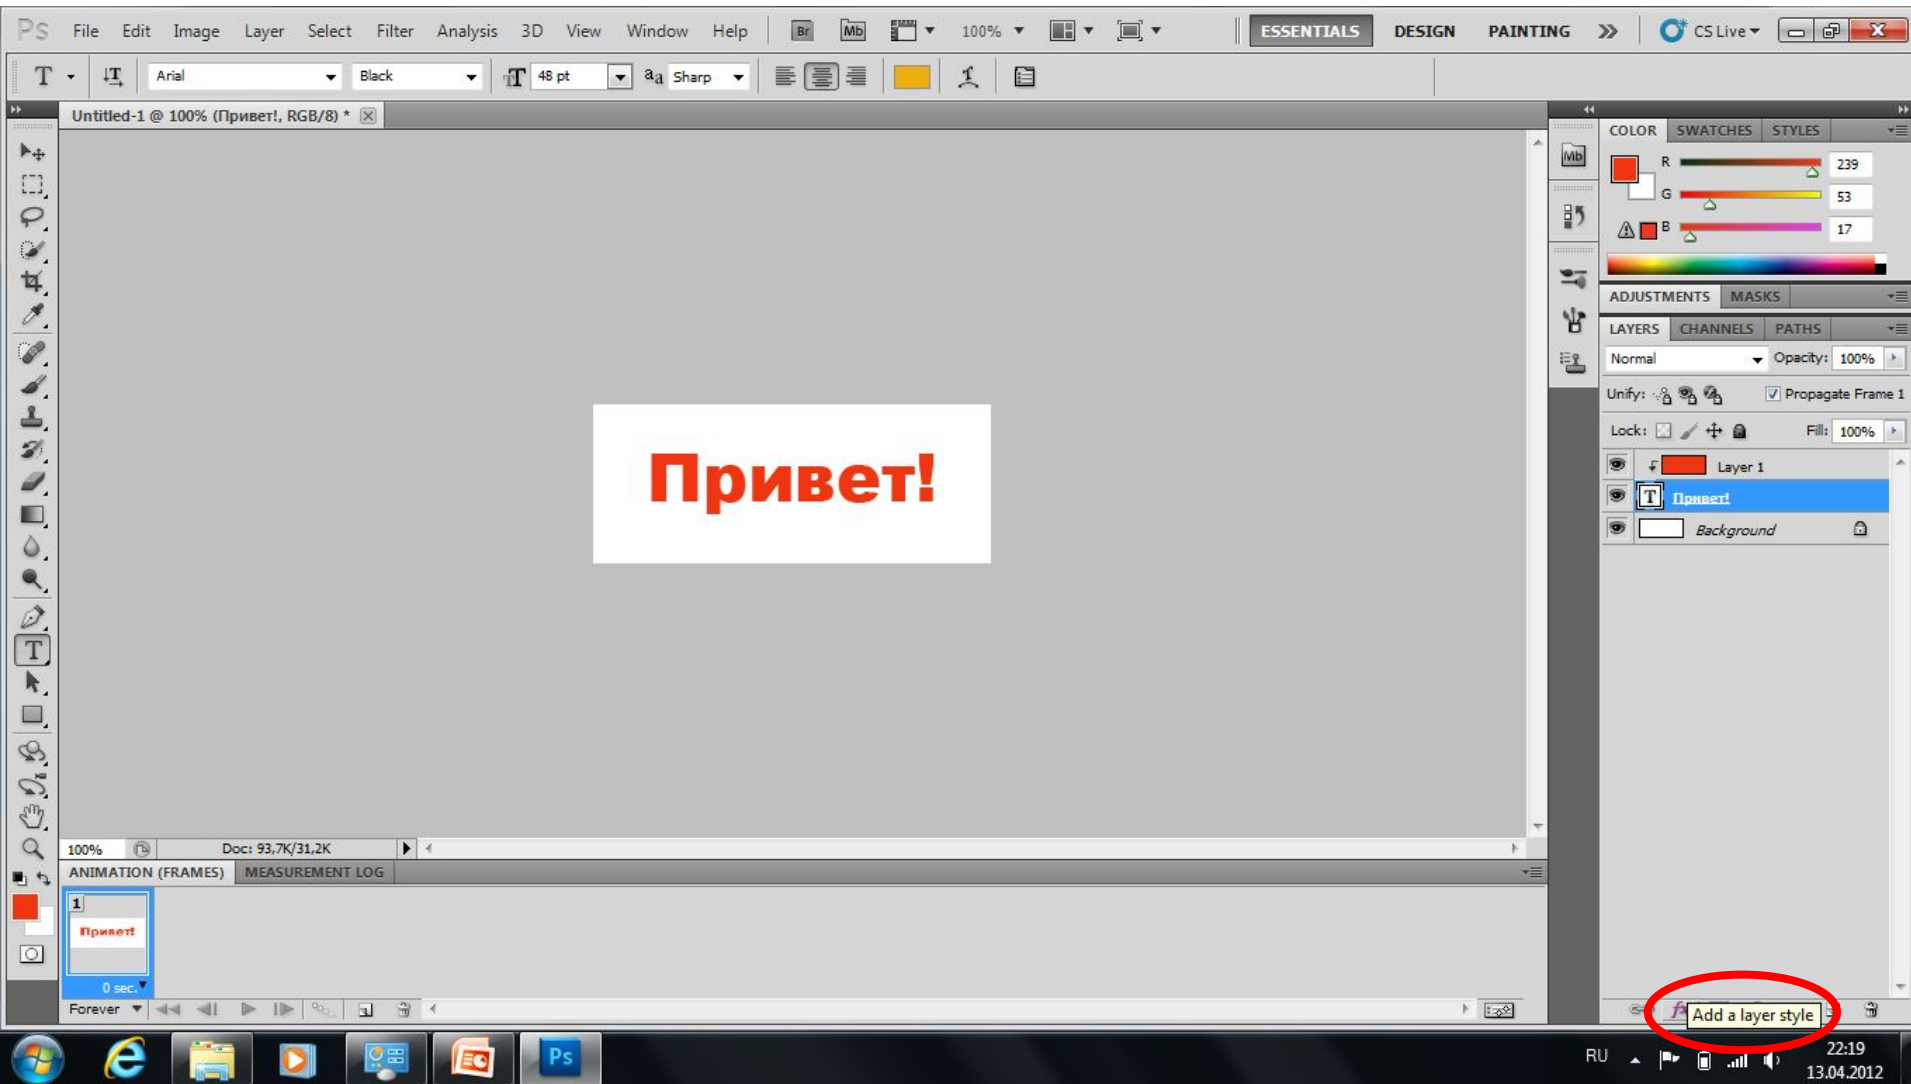 Ps File Edit Image Layer Select Filter Analysis 3D View Window Help Br Mb 100% ESSENTIALS DESIGN PAINTING CS Live
T T Arial Black T 48 pt aa Sharp
Untitled-1 @ 100% (Привет!, RGB/8) *
Mb
COLOR SWATCHES STYLES
R 239
G 53
B 17
ADJUSTMENTS MASKS
LAYERS CHANNELS PATHS
Normal Opacity: 100%
Unify: Propagate Frame 1
Lock: Fill: 100%
Layer 1
T Привет!
Background
Привет!
T
100% Doc: 93,7K/31,2K
ANIMATION (FRAMES) MEASUREMENT LOG
1
Привет!
0 sec.
Forever
Add a layer style
Ps
RU 22:19
13.04.2012